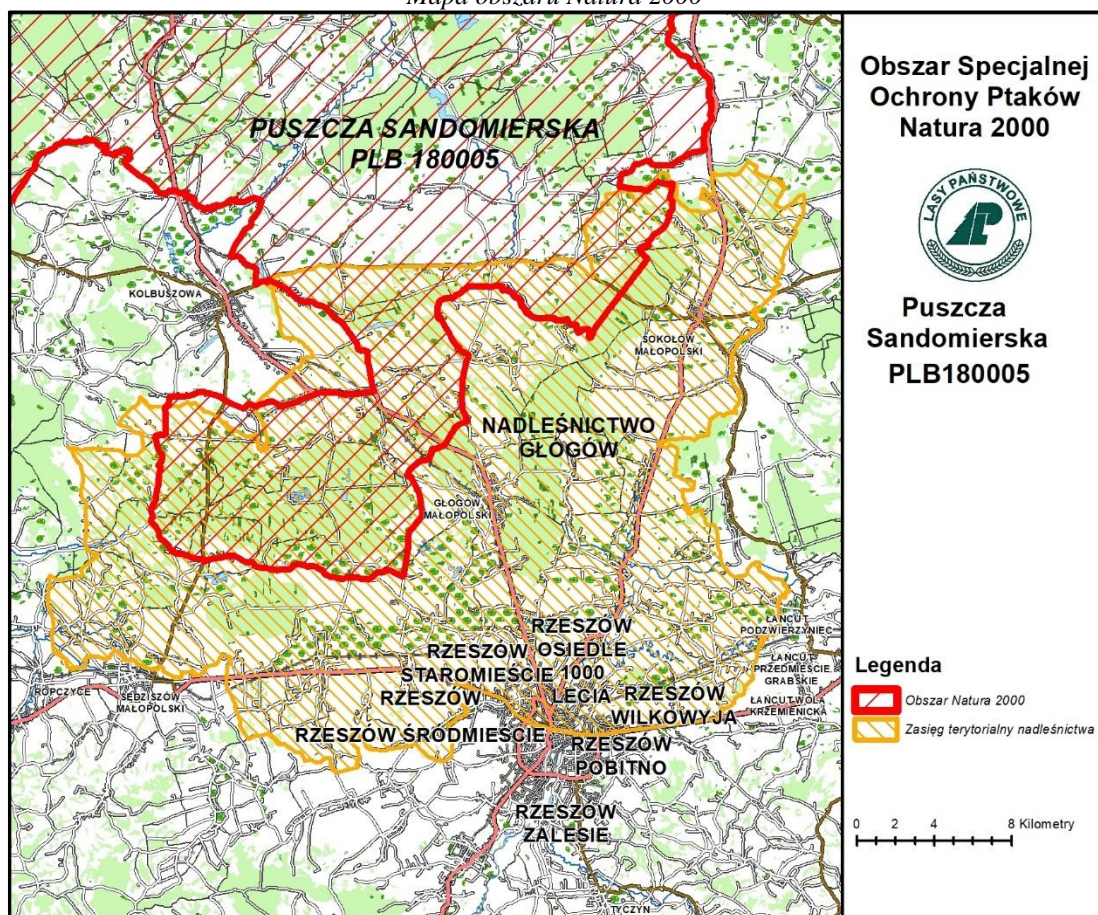 Mapa obszaru Natura 2000
PUSZCZA SANDOMIERSKA
PLB 180005
KOLBUSZOWA
SOKOŁÓW
MAŁOPOLSKI
NADLEŚNICTWO
GŁOGÓW
GŁOGÓW
MAŁOPOLSKI
RZESZÓW
OSIEDLE
1000
LECIA
RZESZÓW
STAROMIEŚCIE
RZESZÓW
RZESZÓW
WILKOWYJA
RZESZÓW ŚRÓDMIEŚCIE
RZESZÓW
POBITNO
RZESZÓW
ZALESIE
ROPCZYCE
SĘDZISZÓW
MAŁOPOLSKI
ŁAŃCUT
PODZWIERZYNIEC
ŁAŃCUT
PRZEDMIEŚCIE
GRABSKIE
ŁAŃCUT-WOLA
KRZEMIENICKA
TYCZYN
Obszar Specjalnej
Ochrony Ptaków
Natura 2000
LASY PAŃSTWOWE
Puszcza
Sandomierska
PLB180005
Legenda
Obszar Natura 2000
Zasięg terytorialny nadleśnictwa
0 2 4 8 Kilometry